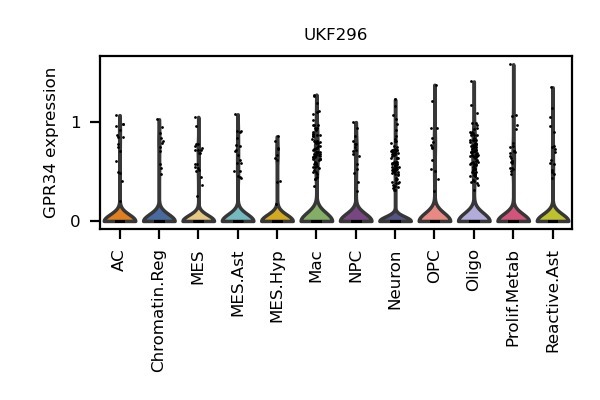 UKF296
GPR34 expression
1
0
AC
Chromatin.Reg
MES
MES.Ast
MES.Hyp
Mac
NPC
Neuron
OPC
Oligo
Prolif.Metab
Reactive.Ast